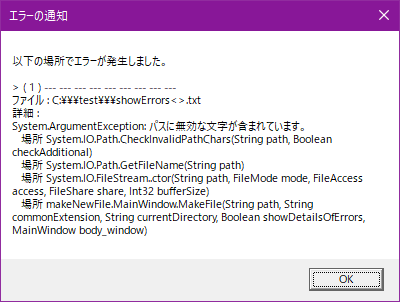 エラーの通知
以下の場所でエラーが発生しました。
> ( 1 ) --- --- --- --- --- --- --- --- ---
ファイル : C:¥¥¥test¥¥¥showErrors<>.txt
詳細 :
System.ArgumentException: パスに無効な文字が含まれています。
場所 System.IO.Path.CheckInvalidPathChars(String path, Boolean
checkAdditional)
場所 System.IO.Path.GetFileName(String path)
場所 System.IO.FileStream..ctor(String path, FileMode mode, FileAccess
access, FileShare share, Int32 bufferSize)
場所 makeNewFile.MainWindow.MakeFile(String path, String
commonExtension, String currentDirectory, Boolean showDetailsOfErrors,
MainWindow body_window)
OK